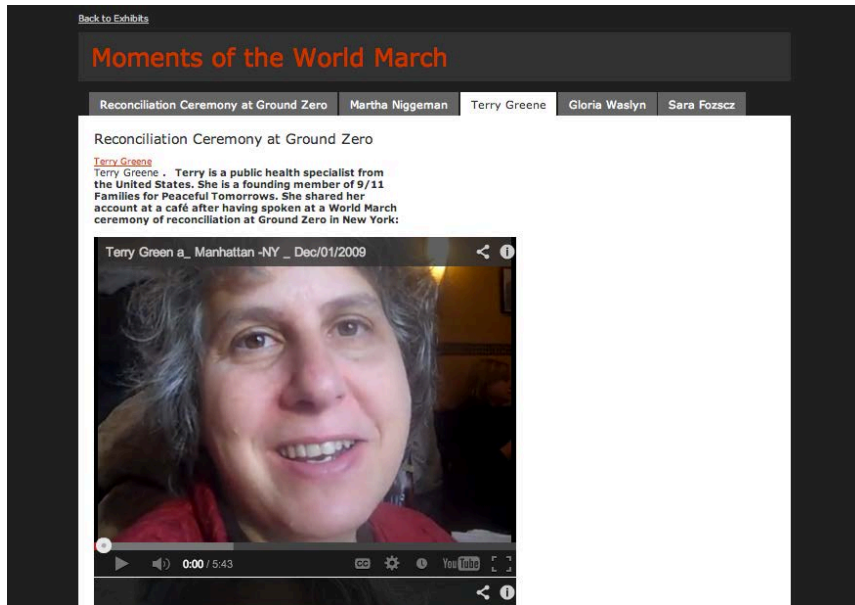 Back to Exhibits
Moments of the World March
Reconciliation Ceremony at Ground Zero
Martha Niggeman
Terry Greene
Gloria Waslyn
Sara Fozscz
Reconciliation Ceremony at Ground Zero
Terry Greene
Terry Greene . Terry is a public health specialist from
the United States. She is a founding member of 9/11
Families for Peaceful Tomorrows. She shared her
account at a café after having spoken at a World March
ceremony of reconciliation at Ground Zero in New York:
Terry Green a_ Manhattan -NY _ Dec/01/2009
0:00 / 5:43
CC
YouTube